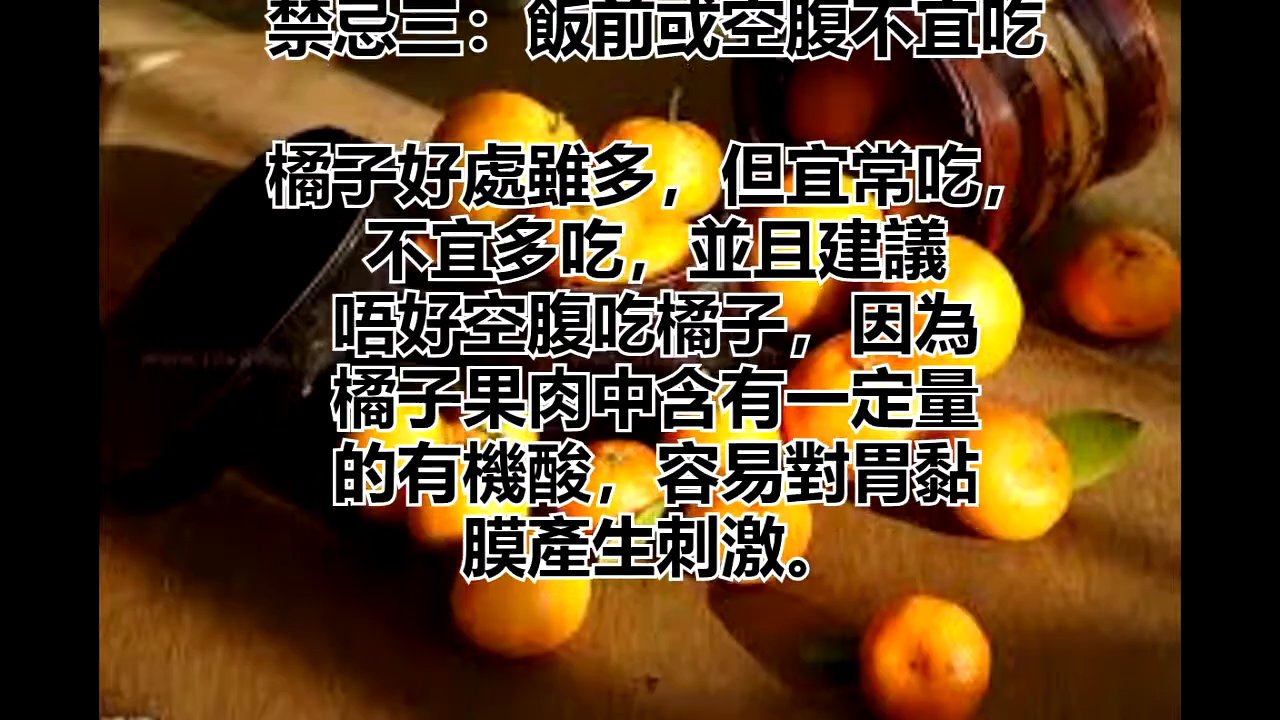 禁忌三：飯前或空腹不宜吃
橘子好處雖多，但宜常吃，
不宜多吃，並且建議
唔好空腹吃橘子，因為
橘子果肉中含有一定量
的有機酸，容易對胃黏
膜產生刺激。